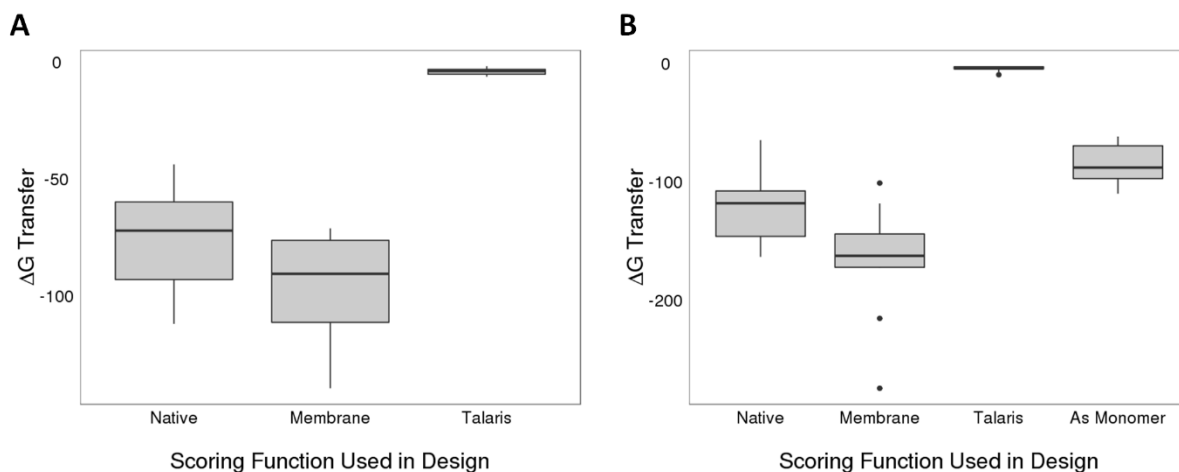 A
ΔG Transfer
0
-50
-100
Native Membrane Talaris
Scoring Function Used in Design
B
ΔG Transfer
0
-100
-200
Native Membrane Talaris As Monomer
Scoring Function Used in Design